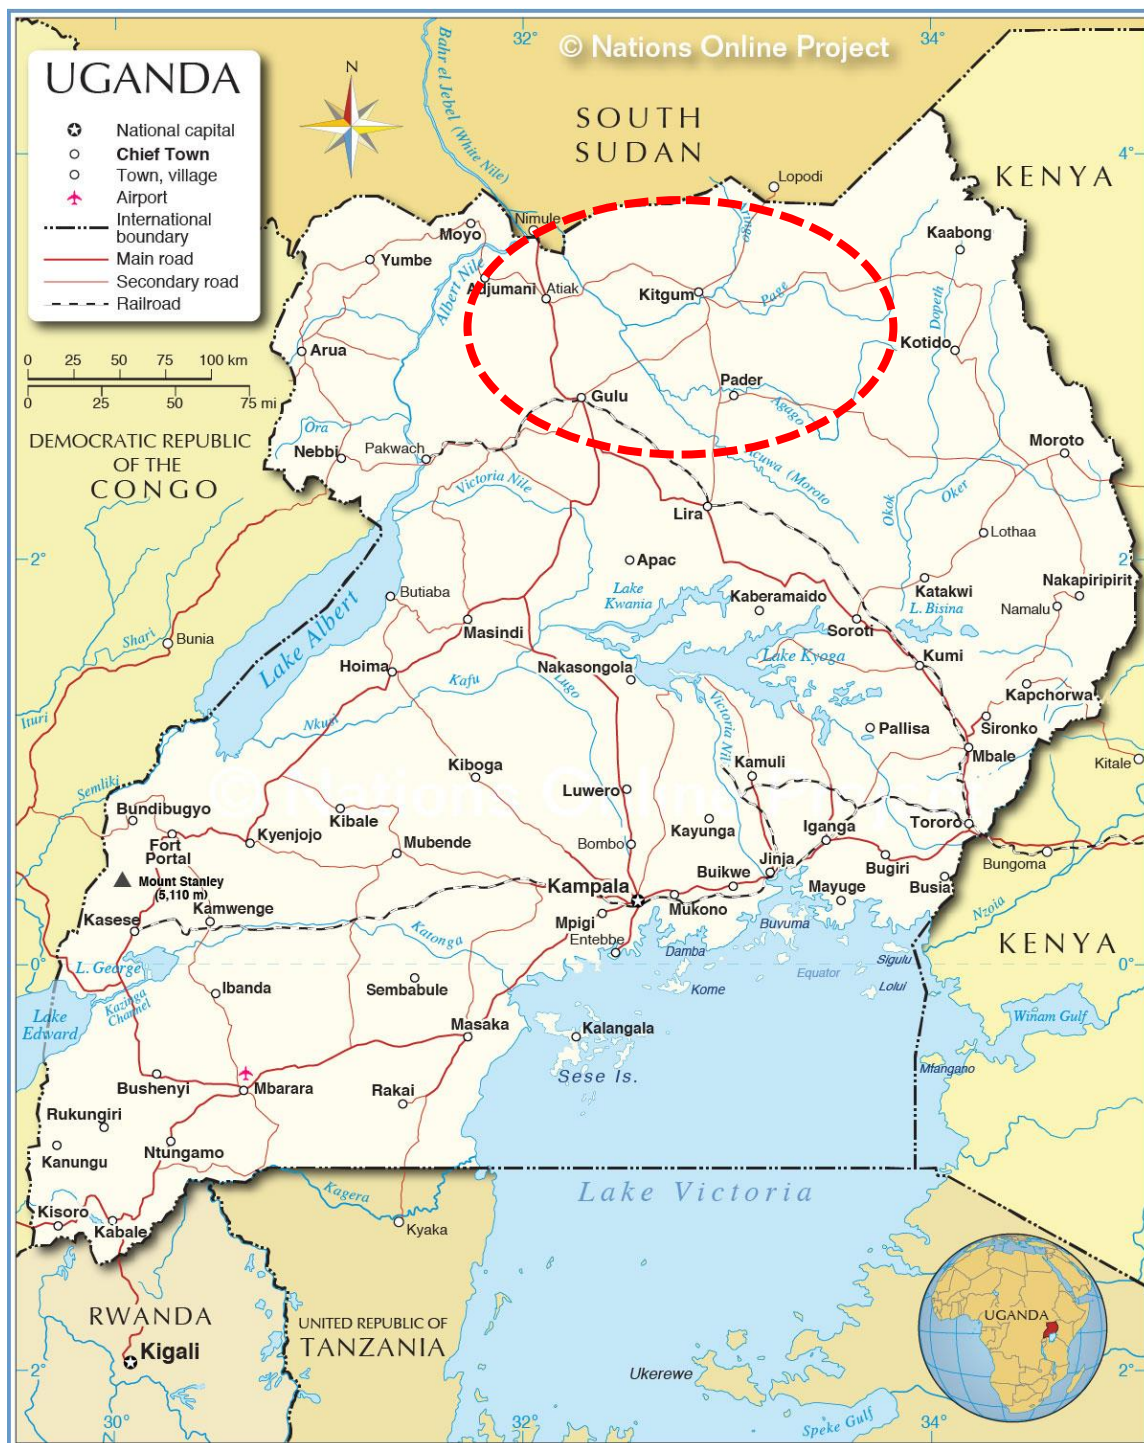 32°
34°
© Nations Online Project
UGANDA
National capital
Chief Town
Town, village
Airport
International
boundary
Main road
Secondary road
Railroad
0 25 50 75 100 km
0 25 50 75 mi
N
Bahr el Jebel (White Nile)
SOUTH
SUDAN
4°
KENYA
Lopodi
Nimule
Moyo
Yumbe
Albert Nile
Adjumani
Atiak
Kitgum
Page
Kaabong
Dopeth
Kotido
Arua
Gulu
Pader
Agago
Ora
Nebbi
Pakwach
Victoria Nile
(Moroto
Moroto
Okok
Oker
DEMOCRATIC REPUBLIC
OF THE
CONGO
Lira
Lothaa
2°
Apac
Lake
Kwania
Kaberamaido
Katakwi
L. Bisina
Nakapiripirit
Namalu
Butiaba
Lake Albert
Masindi
Soroti
Shari
Bunia
Hoima
Nakasongola
Lake Kyoga
Kumi
Kafu
Lugo
Kapchorwa
Ituri
Nkusi
Victoria Nil
Pallisa
Sironko
Mbale
Kitale
Semliki
Kiboga
Kamuli
Luwero
Bundibugyo
Kibale
Kayunga
Iganga
Tororo
Fort
Portal
Kyenjojo
Mubende
Bombo
Jinja
Bugiri
Bungoma
Mount Stanley
(5,110 m)
Kampala
Buikwe
Mayuge
Busia
Kasese
Kamwenge
Mpigi
Mukono
Nzoia
Katonga
Entebbe
Damba
Buvuma
KENYA
0°
L. George
Kome
Equator
Sigulu
Lolui
0°
Kazinga
Channel
Ibanda
Sembabule
Lake
Edward
Masaka
Kalangala
Winam Gulf
Sese Is.
Mfangano
Bushenyi
Mbarara
Rakai
Rukungiri
Kanungu
Ntungamo
Lake Victoria
Kagera
Kisoro
Kabale
Kyaka
RWANDA
Kigali
UNITED REPUBLIC OF
TANZANIA
UGANDA
Ukerewe
Speke Gulf
2°
2°
30°
32°
34°